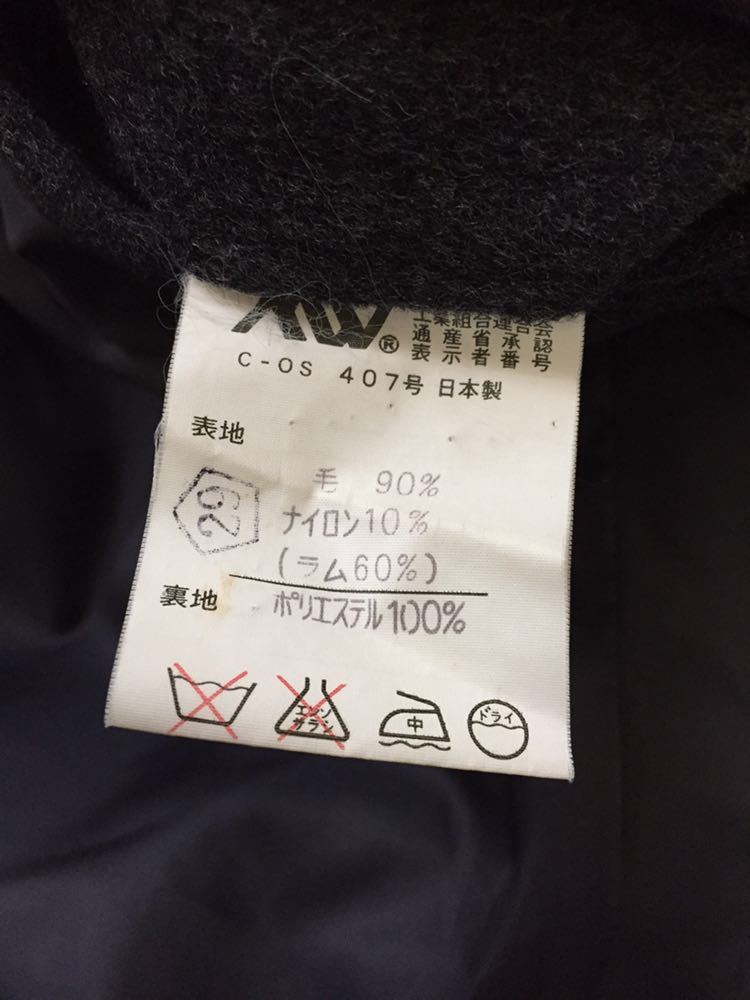 AW®
工業組合連合会
通産省承認
表示者番号
C-OS 407号 日本製
表地
29
毛 90%
ナイロン10%
(ラム60%)
裏地 ポリエステル100%
エンソサラシ
中
ドライ